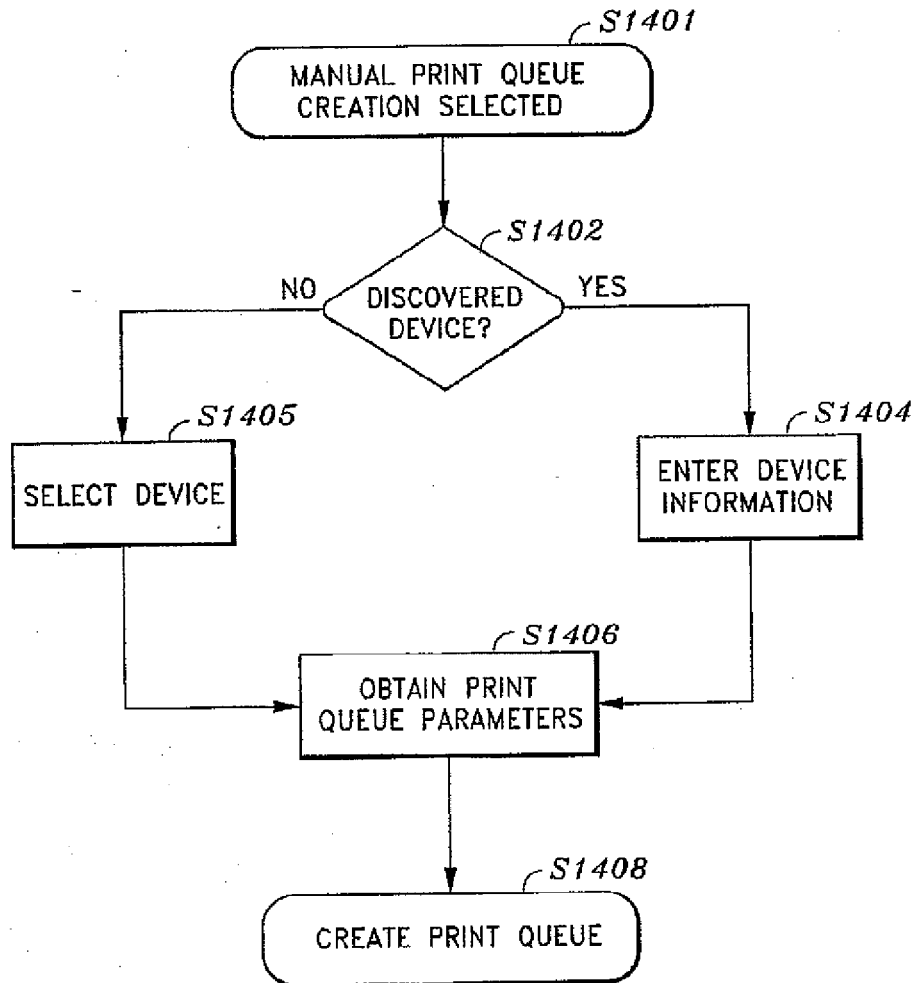 S1401
MANUAL PRINT QUEUE
CREATION SELECTED
S1402
NO
DISCOVERED
DEVICE?
YES
S1405
SELECT DEVICE
S1404
ENTER DEVICE
INFORMATION
S1406
OBTAIN PRINT
QUEUE PARAMETERS
S1408
CREATE PRINT QUEUE